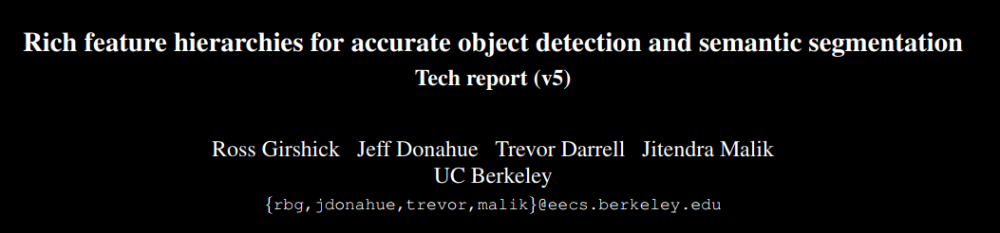 Rich feature hierarchies for accurate object detection and semantic segmentation
Tech report (v5)
Ross Girshick Jeff Donahue Trevor Darrell Jitendra Malik
UC Berkeley
{rbg,jdonahue,trevor,malik}@eecs.berkeley.edu